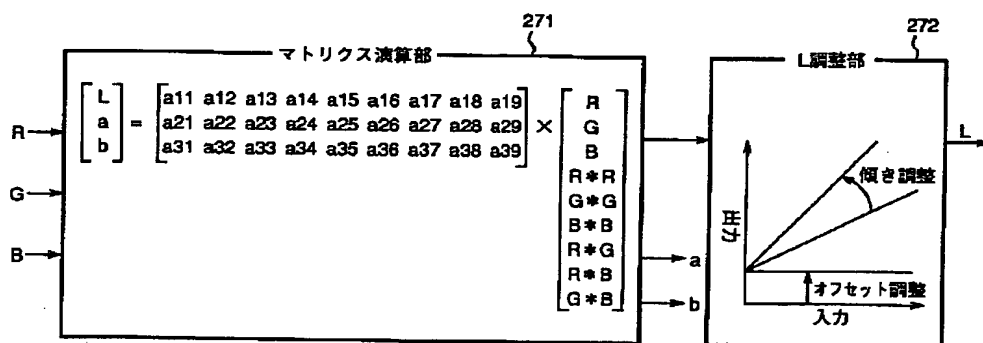 271
マトリクス演算部
R
G
B
L
a
b
=
a11 a12 a13 a14 a15 a16 a17 a18 a19
a21 a22 a23 a24 a25 a26 a27 a28 a29
a31 a32 a33 a34 a35 a36 a37 a38 a39
×
R
G
B
R*R
G*G
B*B
R*G
R*B
G*B
a
b
272
L調整部
L
傾き調整
出力
オフセット調整
入力